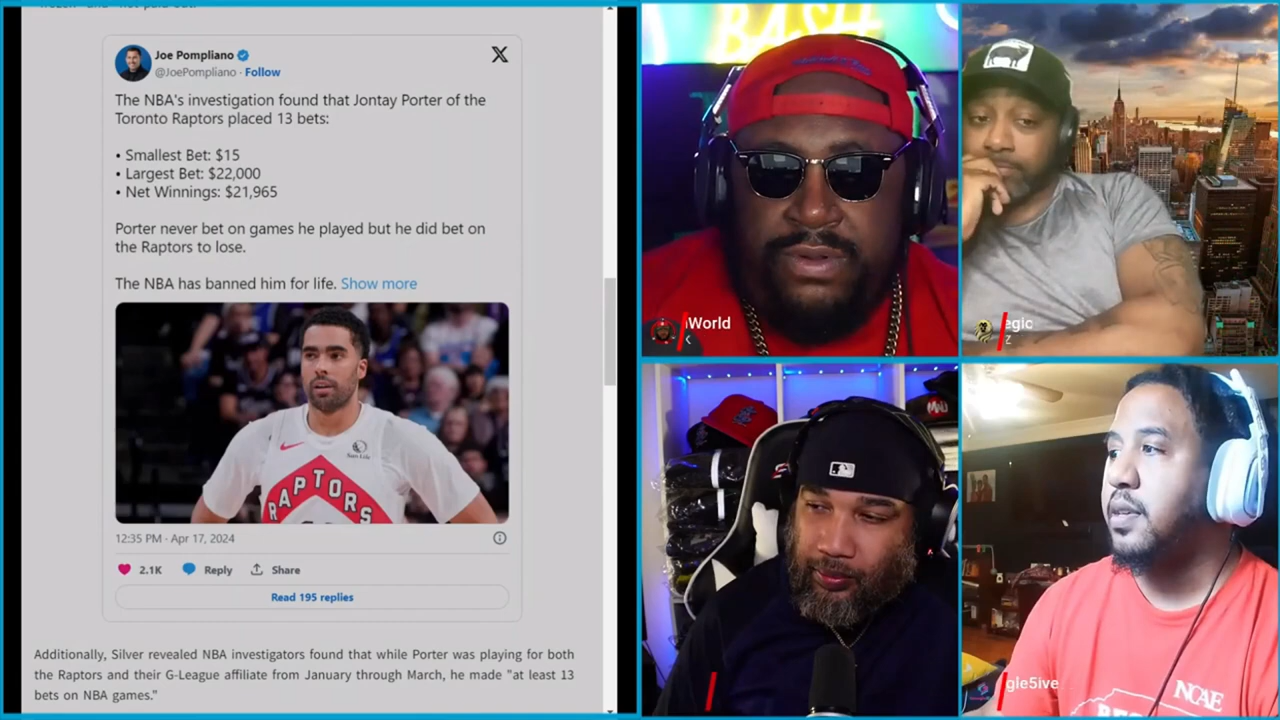 Joe Pompliano
@JoePompliano · Follow
The NBA's investigation found that Jontay Porter of the
Toronto Raptors placed 13 bets:
• Smallest Bet: $15
• Largest Bet: $22,000
• Net Winnings: $21,965
Porter never bet on games he played but he did bet on
the Raptors to lose.
The NBA has banned him for life. Show more
RAPTORS
Sun Life
12:35 PM · Apr 17, 2024
2.1K Reply Share
Read 195 replies
Additionally, Silver revealed NBA investigators found that while Porter was playing for both
the Raptors and their G-League affiliate from January through March, he made "at least 13
bets on NBA games."
BASH
World
K
egio
Z
gie5ive
NCAE